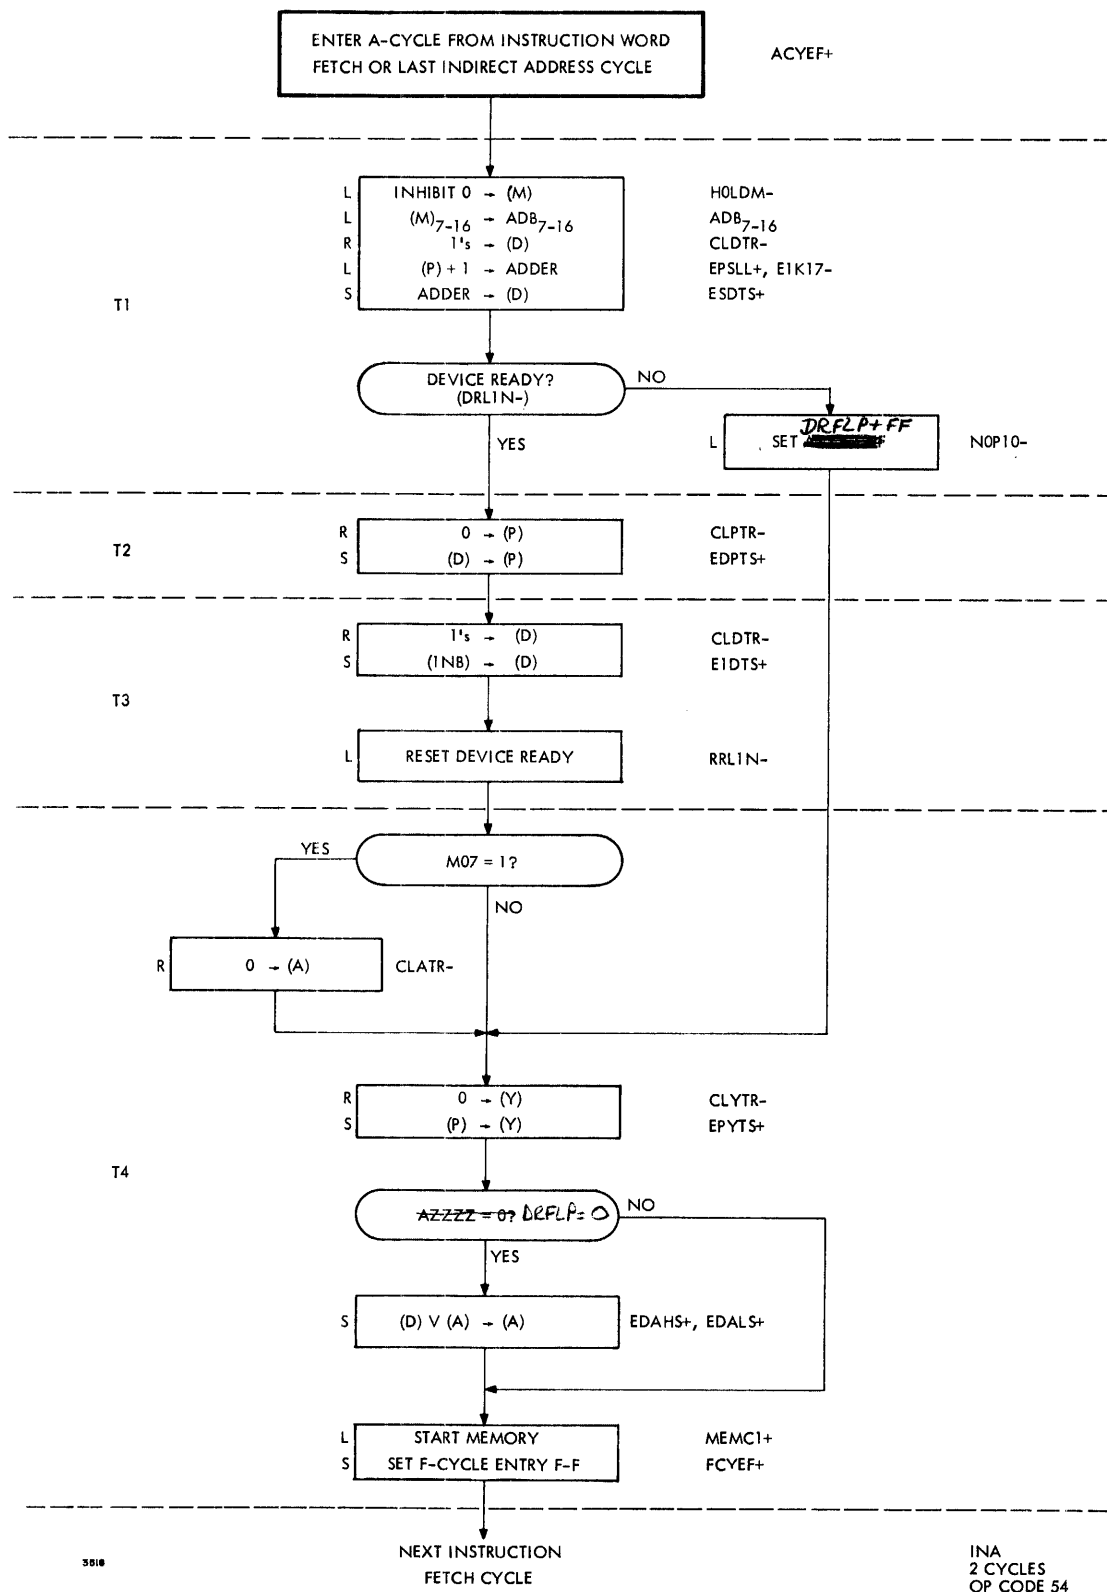 ENTER A-CYCLE FROM INSTRUCTION WORD
FETCH OR LAST INDIRECT ADDRESS CYCLE
ACYEF+
T1
L INHIBIT 0 → (M) HOLDM-
L (M)7-16 → ADB7-16 ADB7-16
R 1's → (D) CLDTR-
L (P) + 1 → ADDER EPSLL+, E1K17-
S ADDER → (D) ESDTS+
DEVICE READY?
(DRL1N-)
NO
YES
L SET DRFLP+FF N0P10-
T2
R 0 → (P) CLPTR-
S (D) → (P) EDPTS+
T3
R 1's → (D) CLDTR-
S (1NB) → (D) E1DTS+
L RESET DEVICE READY RRL1N-
M07 = 1?
YES
NO
R 0 → (A) CLATR-
T4
R 0 → (Y) CLYTR-
S (P) → (Y) EPYTS+
AZZZZ = 0? DRFLP=0
NO
YES
S (D) V (A) → (A) EDAHS+, EDALS+
L START MEMORY MEMC1+
S SET F-CYCLE ENTRY F-F FCYEF+
NEXT INSTRUCTION
FETCH CYCLE
3518
INA
2 CYCLES
OP CODE 54